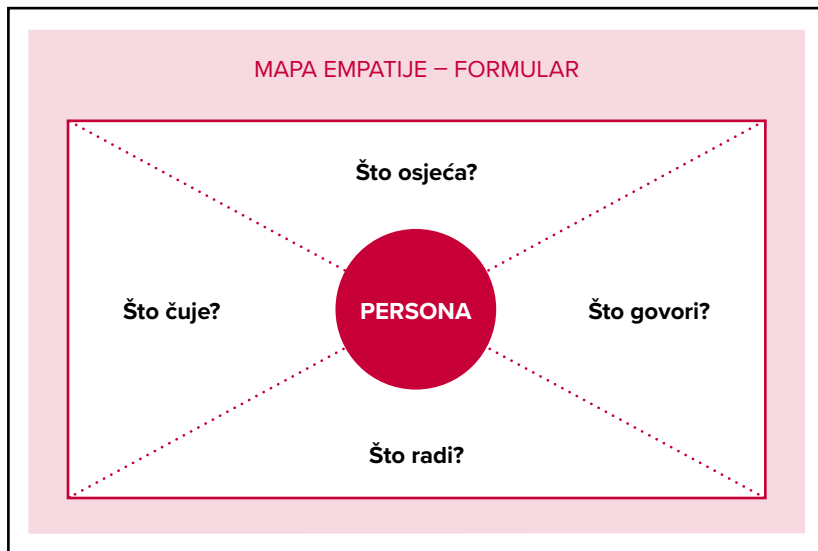 MAPA EMPATIJE – FORMULAR
Što osjeća?
Što čuje?
PERSONA
Što govori?
Što radi?